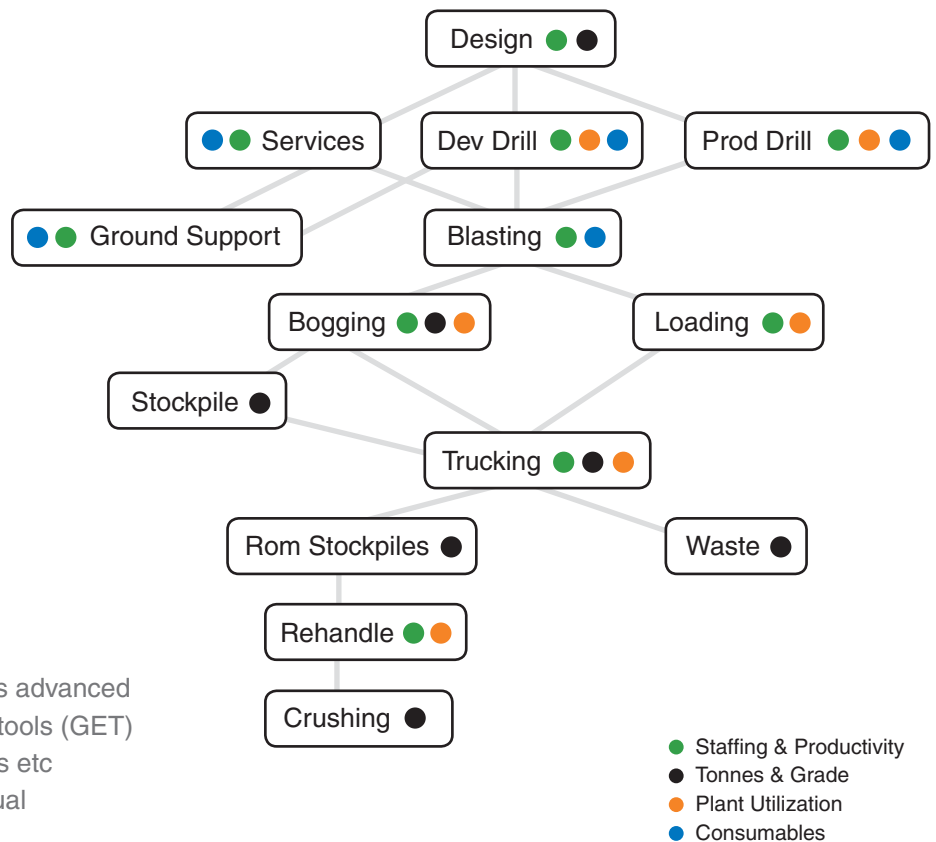 Design
Services
Dev Drill
Prod Drill
Ground Support
Blasting
Bogging
Loading
Stockpile
Trucking
Rom Stockpiles
Waste
Rehandle
Crushing
s advanced
tools (GET)
s etc
ual
Staffing & Productivity
Tonnes & Grade
Plant Utilization
Consumables